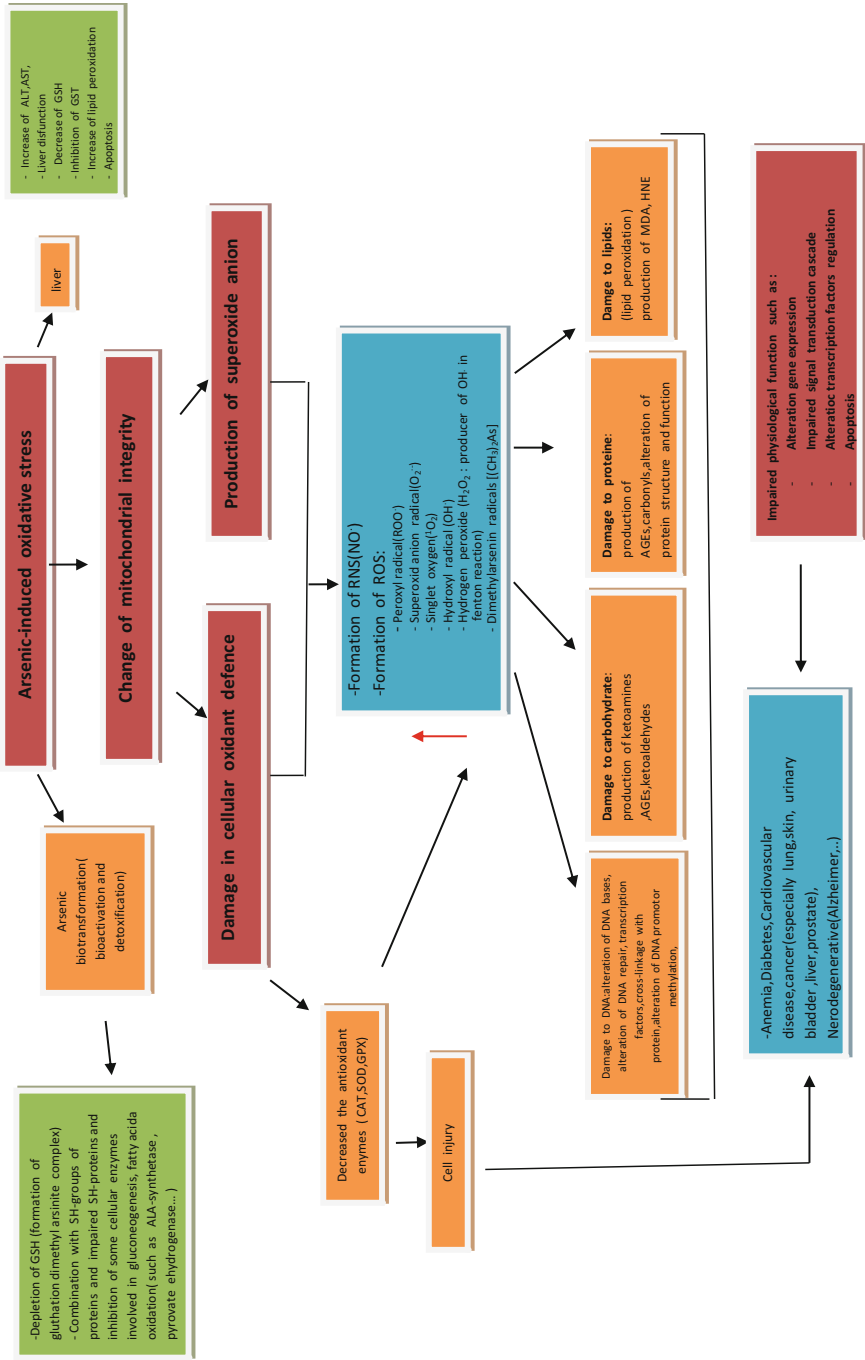 Arsenic-induced oxidative stress
liver
- Increase of ALT,AST,
- Liver disfunction
- Decrease of GSH
- Inhibition of GST
- Increase of lipid peroxidation
- Apoptosis
Arsenic
biotransformation(
bioactivation and
detoxification)
-Depletion of GSH (formation of
gluthation dimethyl arsinite complex)
- Combination with SH-groups of
proteins and impaired SH-proteins and
inhibition of some cellular enzymes
involved in gluconeogenesis, fatty acida
oxidation( such as ALA-synthetase ,
pyrovate ehydrogenase... )
Change of mitochondrial integrity
Damage in cellular oxidant defence
Production of superoxide anion
-Formation of RNS(NO·)
-Formation of ROS:
- Peroxyl radical(ROO·)
- Superoxid anion radical(O₂⁻)
- Singlet oxygen(¹O₂)
- Hydroxyl radical (OH·)
- Hydrogen peroxide (H₂O₂ : producer of OH· in
fenton reaction)
- Dimethylarsenin radicals [(CH₃)₂As]
Decreased the antioxidant
enymes ( CAT,SOD,GPX)
Cell injury
Damage to DNA:alteration of DNA bases,
alteration of DNA repair, transcription
factors,cross-linkage with
protein,alteration of DNA promotor
methylation,
Damage to carbohydrate:
production of ketoamines
,AGEs,ketoaldehydes
Damage to proteine:
production of
AGEs,carbonyls,alteration of
protein structure and function
Damge to lipids:
(lipid peroxidation )
production of MDA, HNE
-Anemia,Diabetes,Cardiovascular
disease,cancer(especially lung,skin, urinary
bladder ,liver,prostate),
Nerodegenerative(Alzheimer,..)
Impaired physiological function such as :
- Alteration gene expression
- Impaired signal transduction cascade
- Alteratioc transcription factors regulation
- Apoptosis